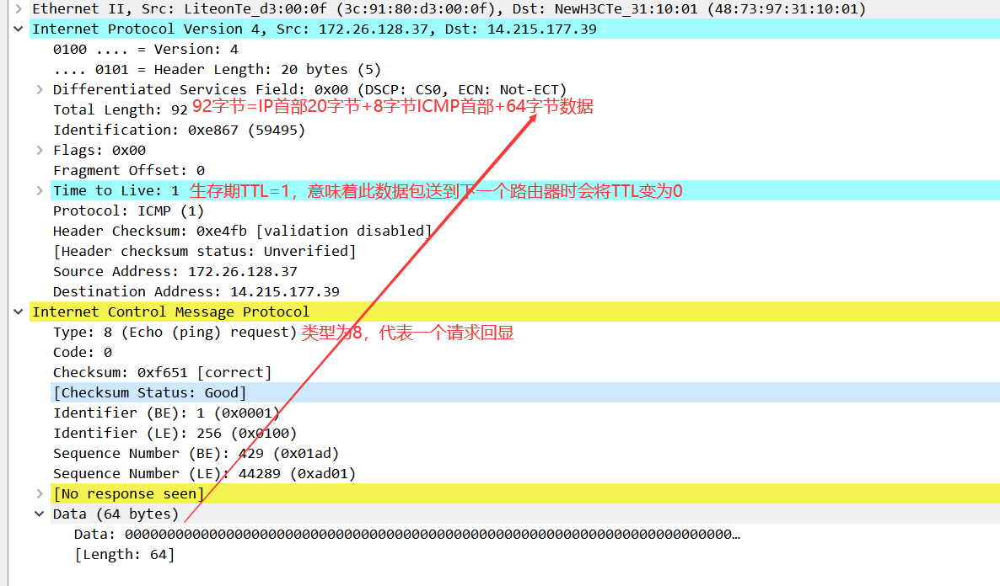 Ethernet II, Src: LiteonTe_d3:00:0f (3c:91:80:d3:00:0f), Dst: NewH3CTe_31:10:01 (48:73:97:31:10:01)
Internet Protocol Version 4, Src: 172.26.128.37, Dst: 14.215.177.39
0100 .... = Version: 4
.... 0101 = Header Length: 20 bytes (5)
Differentiated Services Field: 0x00 (DSCP: CS0, ECN: Not-ECT)
Total Length: 92 92字节=IP首部20字节+8字节ICMP首部+64字节数据
Identification: 0xe867 (59495)
Flags: 0x00
Fragment Offset: 0
Time to Live: 1 生存期TTL=1，意味着此数据包送到下一个路由器时会将TTL变为0
Protocol: ICMP (1)
Header Checksum: 0xe4fb [validation disabled]
[Header checksum status: Unverified]
Source Address: 172.26.128.37
Destination Address: 14.215.177.39
Internet Control Message Protocol
Type: 8 (Echo (ping) request) 类型为8，代表一个请求回显
Code: 0
Checksum: 0xf651 [correct]
[Checksum Status: Good]
Identifier (BE): 1 (0x0001)
Identifier (LE): 256 (0x0100)
Sequence Number (BE): 429 (0x01ad)
Sequence Number (LE): 44289 (0xad01)
[No response seen]
Data (64 bytes)
Data: 000000000000000000000000000000000000000000000000000000000000000000000000…
[Length: 64]